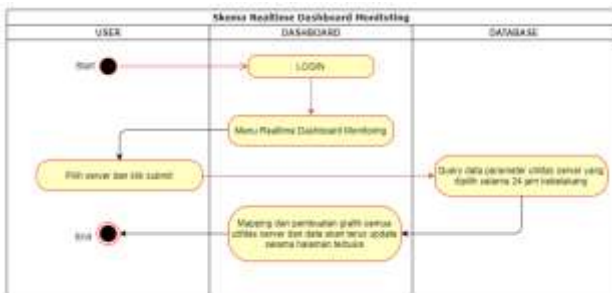 Skema Realtime Dashboard Monitoring
USER
DASHBOARD
DATABASE
Start
LOGIN
Menu Realtime Dashboard Monitoring
Pilih server dan klik submit
Query data parameter utilitas server yang
dipilih selama 24 jam kebelakang
Mapping dan pembuatan grafik semua
utilitas server dan data akan terus update
selama halaman terbuka
End